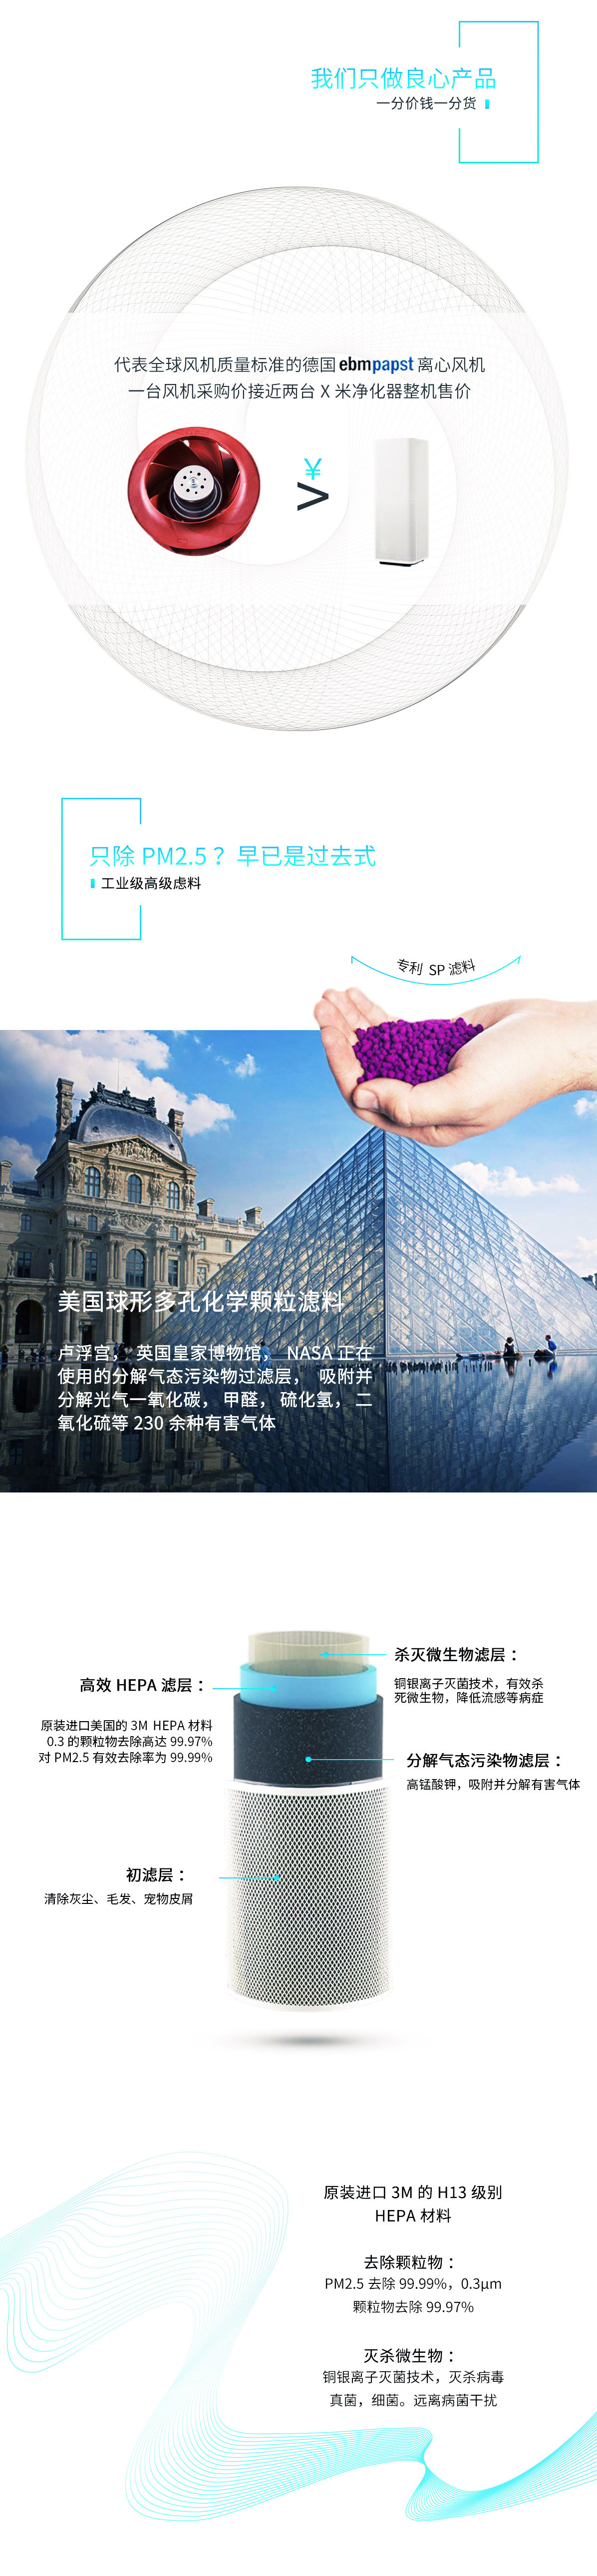 我们只做良心产品
一分价钱一分货
代表全球风机质量标准的德国 ebmpapst 离心风机
一台风机采购价接近两台 X 米净化器整机售价
¥
>
只除 PM2.5？ 早已是过去式
工业级高级虑料
专利 SP 滤料
美国球形多孔化学颗粒滤料
卢浮宫， 英国皇家博物馆， NASA 正在
使用的分解气态污染物过滤层， 吸附并
分解光气一氧化碳， 甲醛， 硫化氢， 二
氧化硫等 230 余种有害气体
杀灭微生物滤层：
铜银离子灭菌技术，有效杀
死微生物，降低流感等病症
高效 HEPA 滤层：
原装进口美国的 3M HEPA 材料
0.3 的颗粒物去除高达 99.97%
对 PM2.5 有效去除率为 99.99%
分解气态污染物滤层：
高锰酸钾，吸附并分解有害气体
初滤层：
清除灰尘、毛发、宠物皮屑
原装进口 3M 的 H13 级别
HEPA 材料
去除颗粒物：
PM2.5 去除 99.99%，0.3μm
颗粒物去除 99.97%
灭杀微生物：
铜银离子灭菌技术，灭杀病毒
真菌，细菌。远离病菌干扰